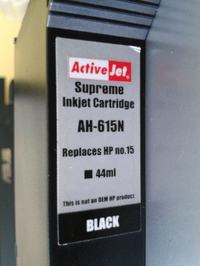 ActiveJet
Supreme
Inkjet Cartridge
AH-615N
Replaces HP no.15
44ml
This is not an OEM HP product
BLACK